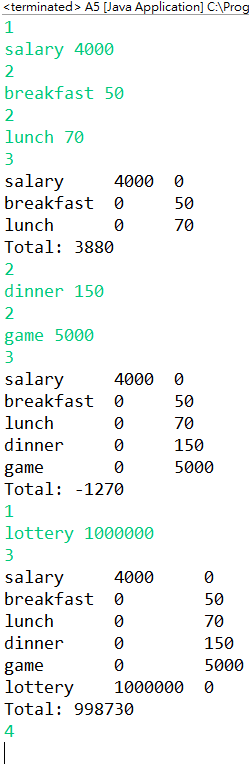 <terminated> A5 [Java Application] C:\Prog
1
salary 4000
2
breakfast 50
2
lunch 70
3
salary     4000  0
breakfast  0     50
lunch      0     70
Total: 3880
2
dinner 150
2
game 5000
3
salary     4000  0
breakfast  0     50
lunch      0     70
dinner     0     150
game       0     5000
Total: -1270
1
lottery 1000000
3
salary     4000     0
breakfast  0        50
lunch      0        70
dinner     0        150
game       0        5000
lottery    1000000  0
Total: 998730
4